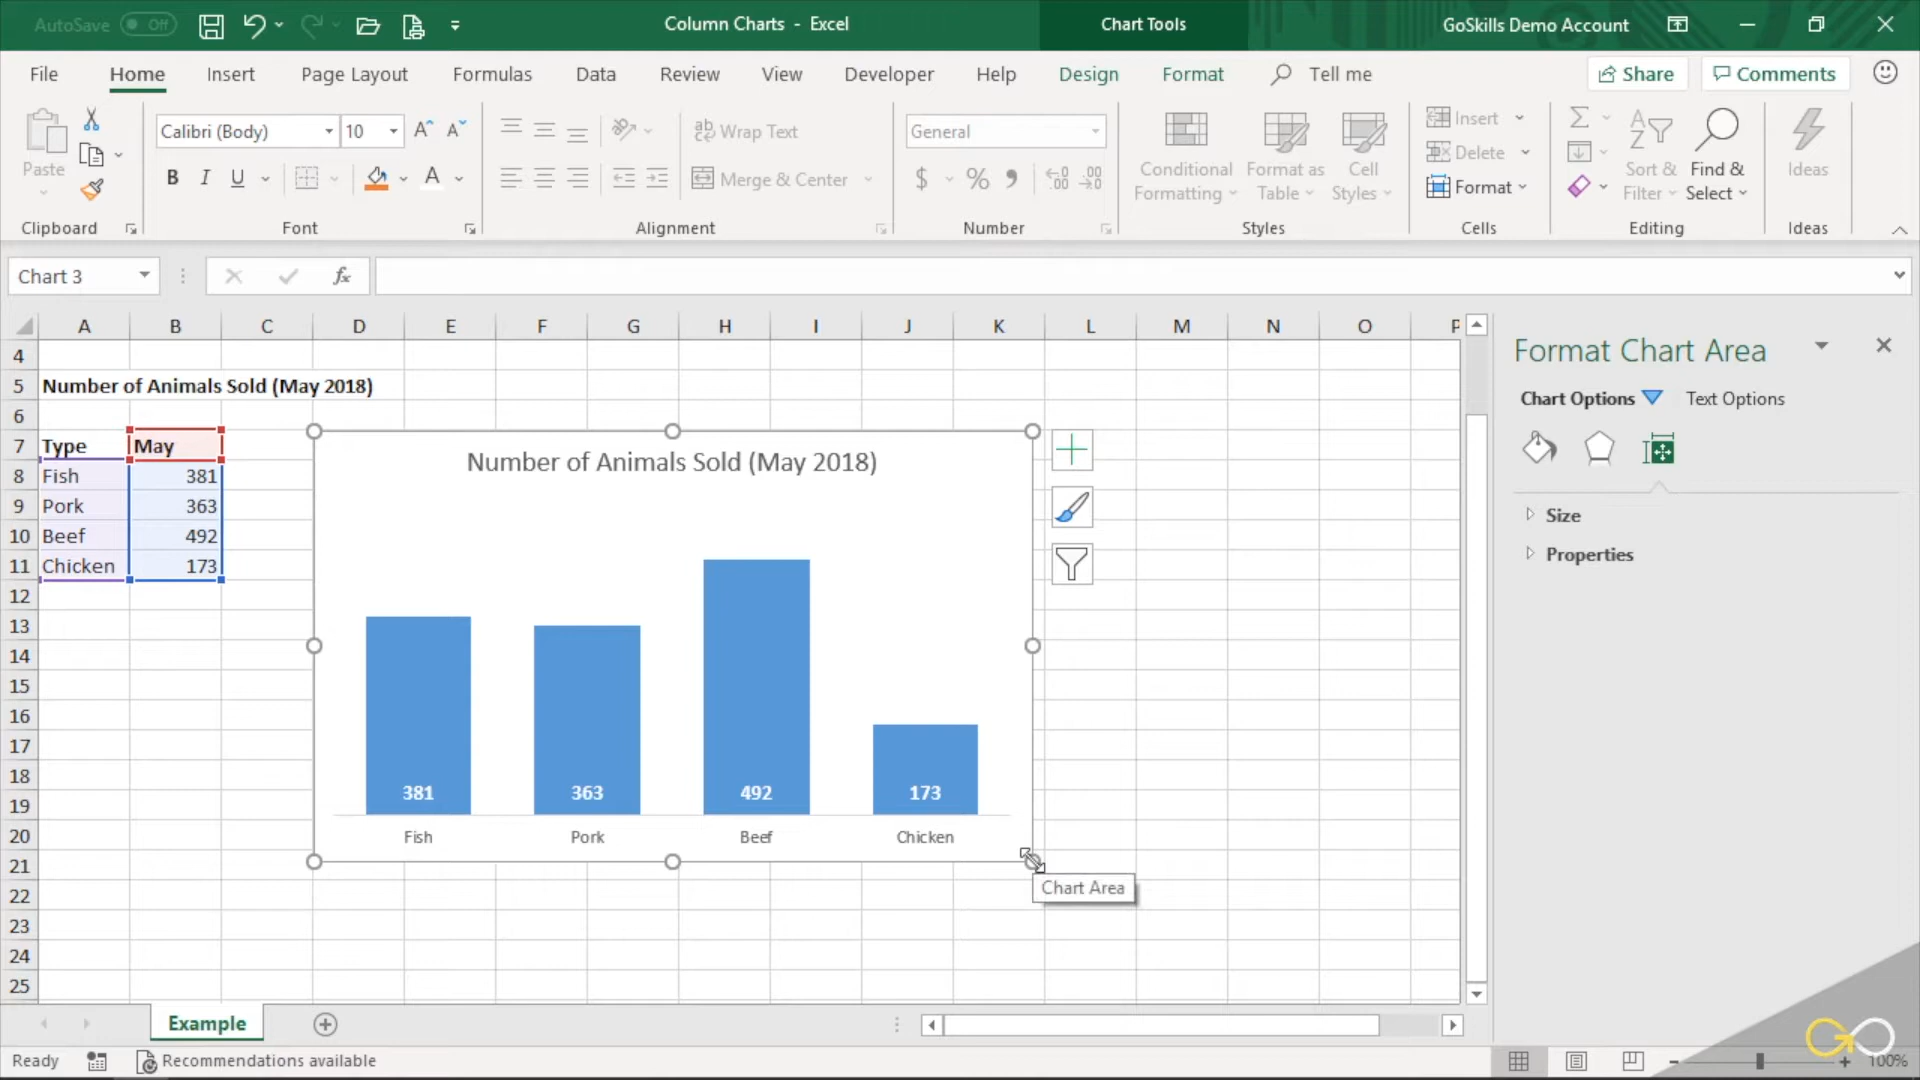 AutoSave Off Column Charts - Excel Chart Tools GoSkills Demo Account
File Home Insert Page Layout Formulas Data Review View Developer Help Design Format Tell me Share Comments
Paste
Calibri (Body) 10
B I U A
Clipboard
Font
ab Wrap Text
Merge & Center
Alignment
General
$ % 9
Number
Conditional Formatting
Format as Table
Cell Styles
Styles
Insert
Delete
Format
Cells
Sort & Filter
Find & Select
Editing
Ideas
Ideas
Chart 3 fx
A B C D E F G H I J K L M N O P
4
5 Number of Animals Sold (May 2018)
6
7 Type May
8 Fish 381
9 Pork 363
10 Beef 492
11 Chicken 173
12
13
14
15
16
17
18
19
20
21
22
23
24
25
Number of Animals Sold (May 2018)
381 363 492 173
Fish Pork Beef Chicken
Chart Area
Format Chart Area
Chart Options Text Options
Size
Properties
Example
Ready Recommendations available 100%